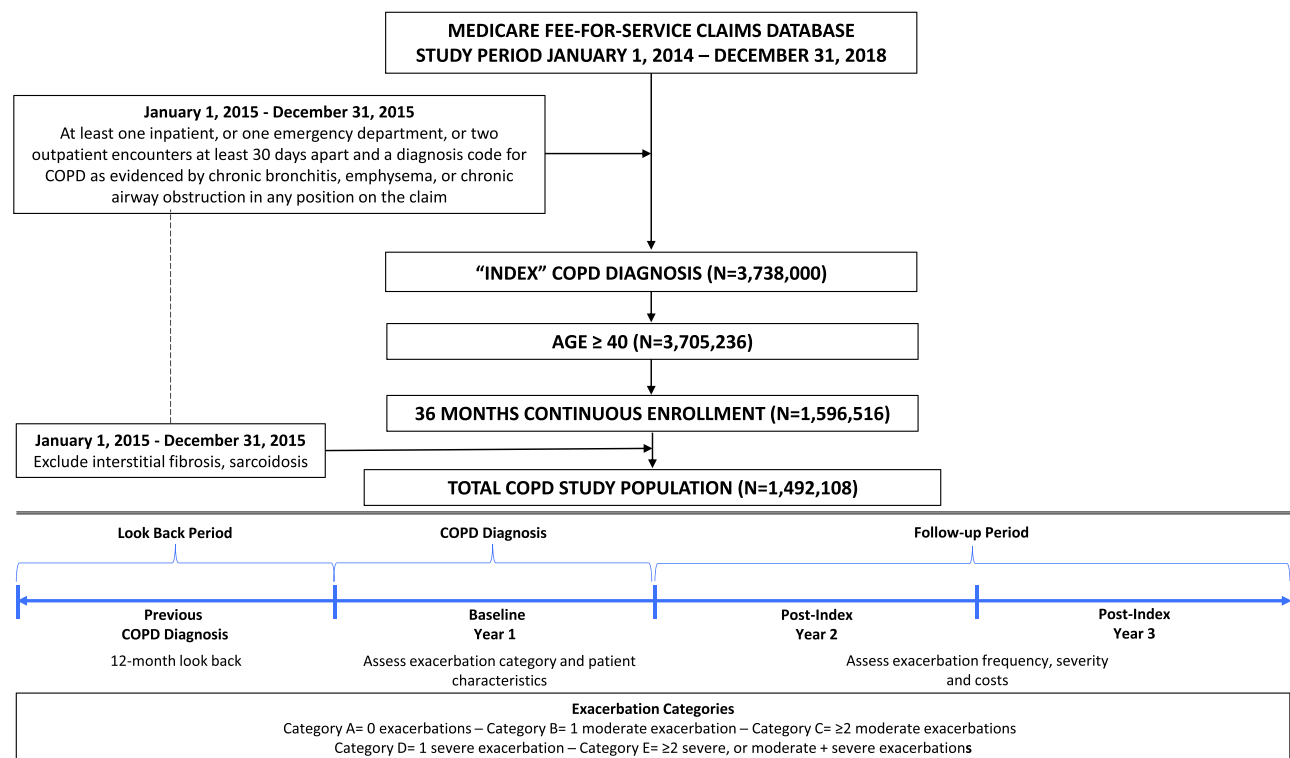 MEDICARE FEE-FOR-SERVICE CLAIMS DATABASE
STUDY PERIOD JANUARY 1, 2014 – DECEMBER 31, 2018
January 1, 2015 - December 31, 2015
At least one inpatient, or one emergency department, or two
outpatient encounters at least 30 days apart and a diagnosis code for
COPD as evidenced by chronic bronchitis, emphysema, or chronic
airway obstruction in any position on the claim
“INDEX” COPD DIAGNOSIS (N=3,738,000)
AGE ≥ 40 (N=3,705,236)
36 MONTHS CONTINUOUS ENROLLMENT (N=1,596,516)
January 1, 2015 - December 31, 2015
Exclude interstitial fibrosis, sarcoidosis
TOTAL COPD STUDY POPULATION (N=1,492,108)
Look Back Period
COPD Diagnosis
Follow-up Period
Previous
COPD Diagnosis
12-month look back
Baseline
Year 1
Assess exacerbation category and patient
characteristics
Post-Index
Year 2
Post-Index
Year 3
Assess exacerbation frequency, severity
and costs
Exacerbation Categories
Category A= 0 exacerbations – Category B= 1 moderate exacerbation – Category C= ≥2 moderate exacerbations
Category D= 1 severe exacerbation – Category E= ≥2 severe, or moderate + severe exacerbations